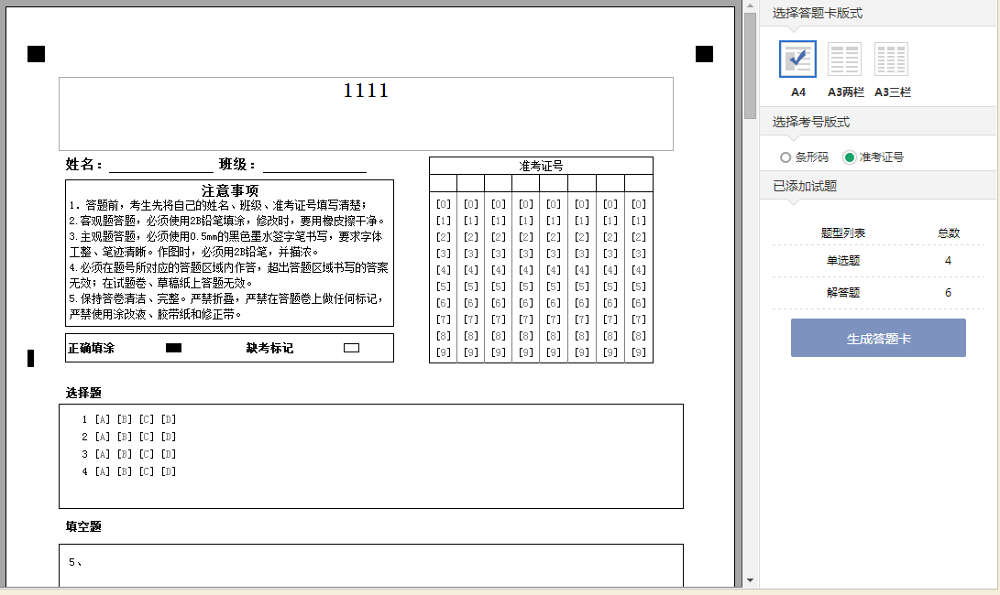 1111
姓名：____________ 班级：____________
注意事项
1. 答题前，考生先将自己的姓名、班级、准考证号填写清楚；
2.客观题答题，必须使用2B铅笔填涂，修改时，要用橡皮擦干净。
3.主观题答题，必须使用0.5mm的黑色墨水签字笔书写，要求字体
工整、笔迹清晰。作图时，必须用2B铅笔，并描浓。
4.必须在题号所对应的答题区域内作答，超出答题区域书写的答案
无效；在试题卷、草稿纸上答题无效。
5.保持答卷清洁、完整。严禁折叠，严禁在答题卷上做任何标记，
严禁使用涂改液、胶带纸和修正带。
正确填涂 缺考标记
准考证号
[0] [0] [0] [0] [0] [0] [0] [0]
[1] [1] [1] [1] [1] [1] [1] [1]
[2] [2] [2] [2] [2] [2] [2] [2]
[3] [3] [3] [3] [3] [3] [3] [3]
[4] [4] [4] [4] [4] [4] [4] [4]
[5] [5] [5] [5] [5] [5] [5] [5]
[6] [6] [6] [6] [6] [6] [6] [6]
[7] [7] [7] [7] [7] [7] [7] [7]
[8] [8] [8] [8] [8] [8] [8] [8]
[9] [9] [9] [9] [9] [9] [9] [9]
选择题
1 [A] [B] [C] [D]
2 [A] [B] [C] [D]
3 [A] [B] [C] [D]
4 [A] [B] [C] [D]
填空题
5、
选择答题卡版式
A4 A3两栏 A3三栏
选择考号版式
条形码 准考证号
已添加试题
题型列表 总数
单选题 4
解答题 6
生成答题卡